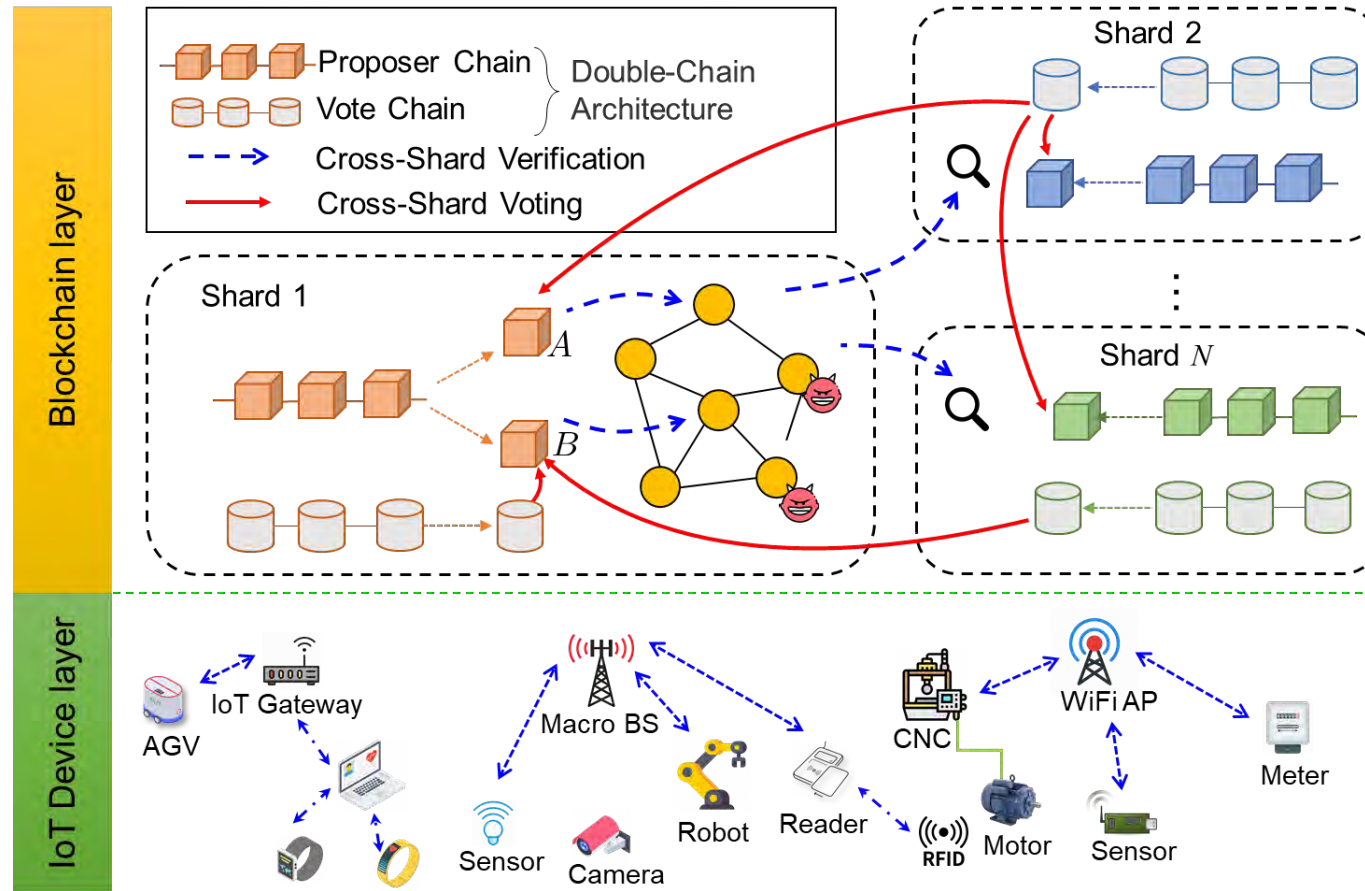 Blockchain layer
Proposer Chain
Vote Chain
Double-Chain
Architecture
Cross-Shard Verification
Cross-Shard Voting
Shard 2
Shard 1
A
B
⋮
Shard N
IoT Device layer
AGV
IoT Gateway
Macro BS
Sensor
Camera
Robot
Reader
RFID
CNC
Motor
WiFi AP
Sensor
Meter